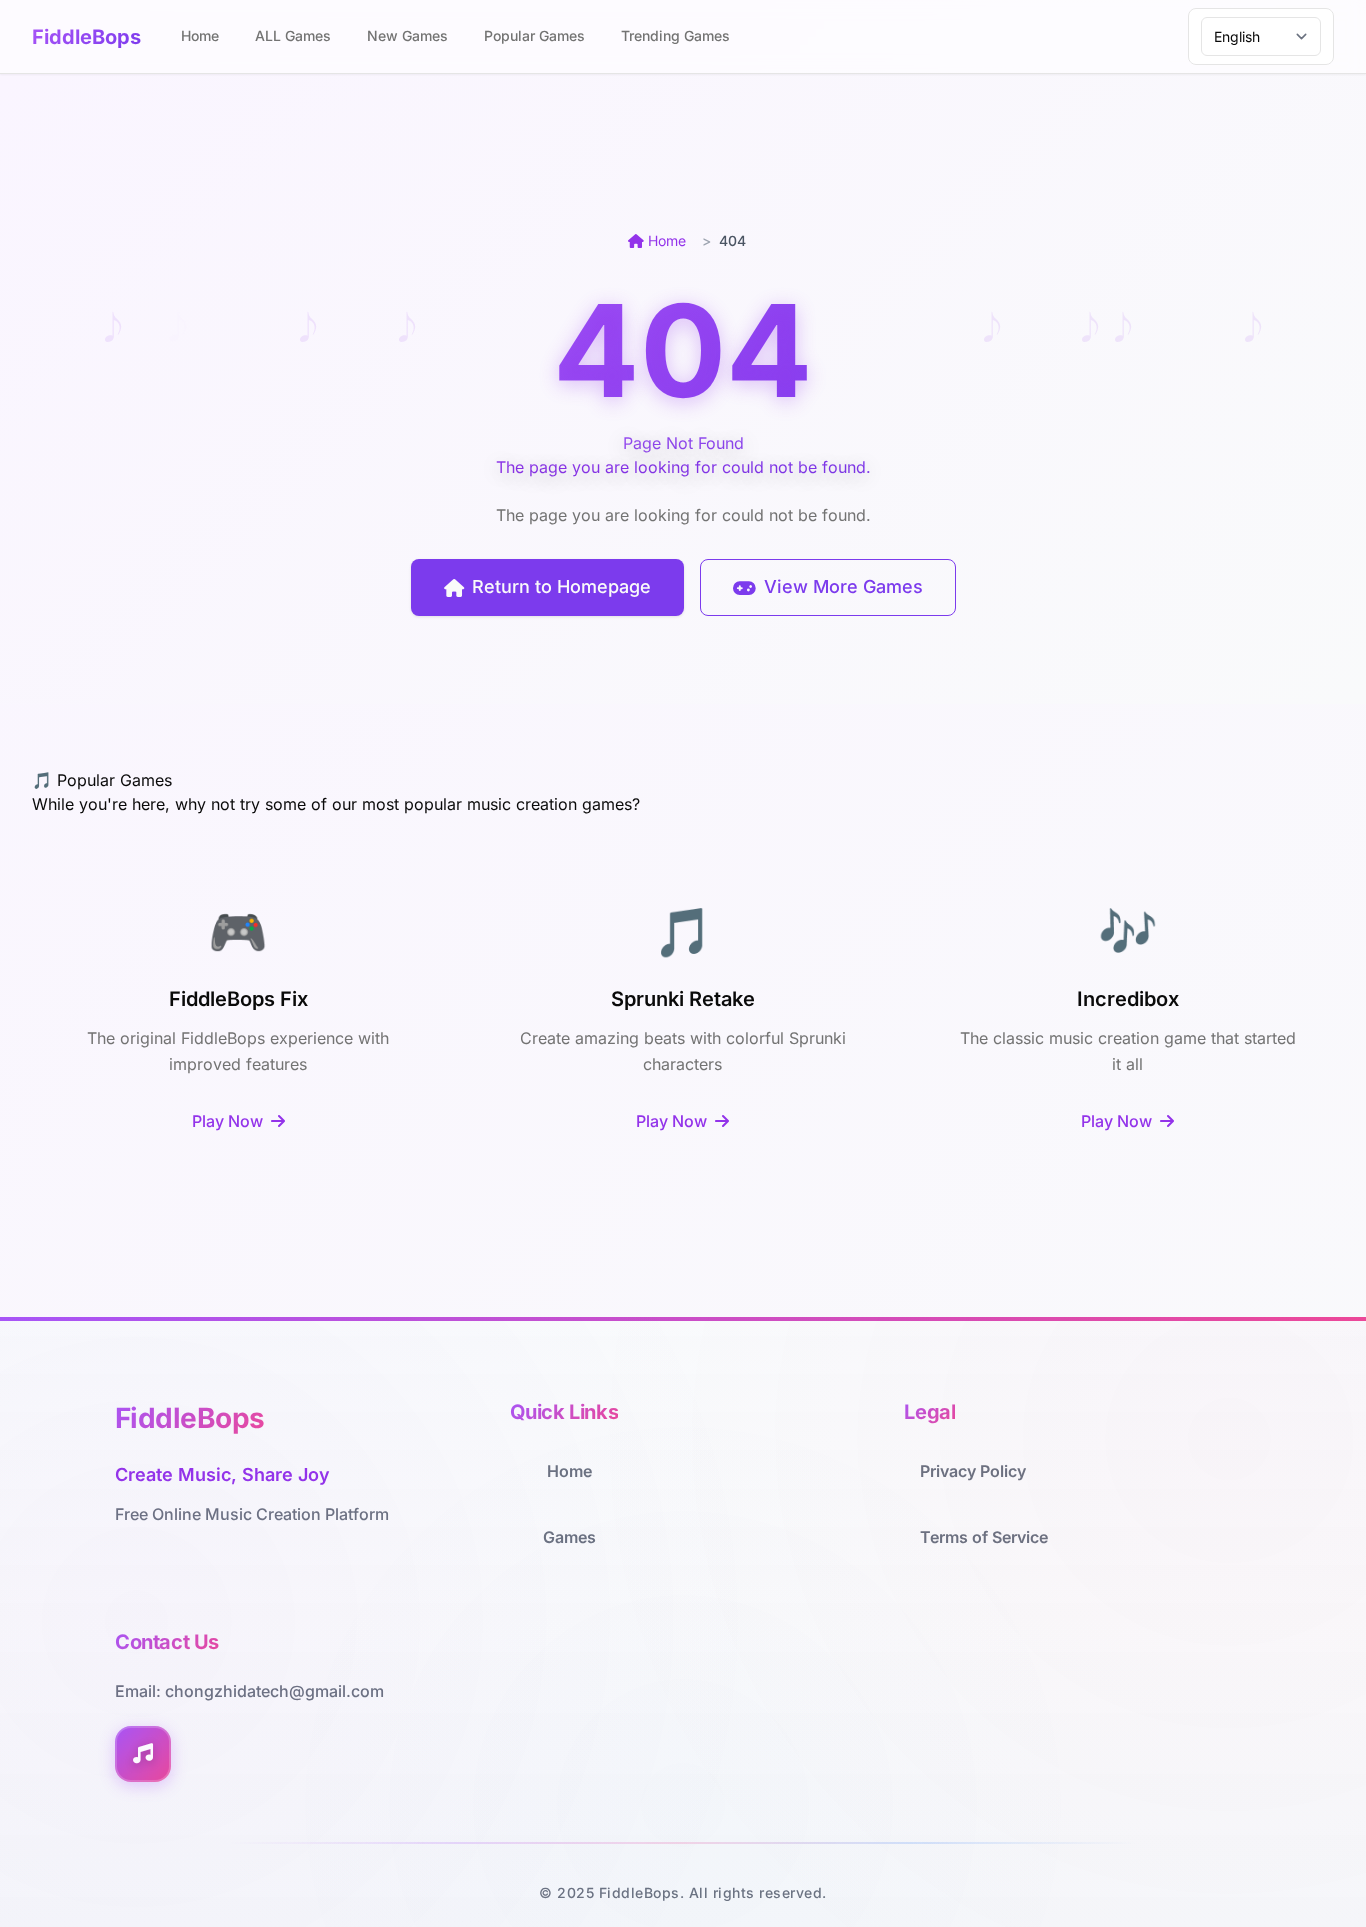 FiddleBops
Home
ALL Games
New Games
Popular Games
Trending Games
English
Home > 404
404
Page Not Found
The page you are looking for could not be found.
The page you are looking for could not be found.
Return to Homepage
View More Games
🎵 Popular Games
While you're here, why not try some of our most popular music creation games?
FiddleBops Fix
The original FiddleBops experience with
improved features
Play Now
Sprunki Retake
Create amazing beats with colorful Sprunki
characters
Play Now
Incredibox
The classic music creation game that started
it all
Play Now
FiddleBops
Create Music, Share Joy
Free Online Music Creation Platform
Quick Links
Home
Games
Legal
Privacy Policy
Terms of Service
Contact Us
Email: chongzhidatech@gmail.com
© 2025 FiddleBops. All rights reserved.